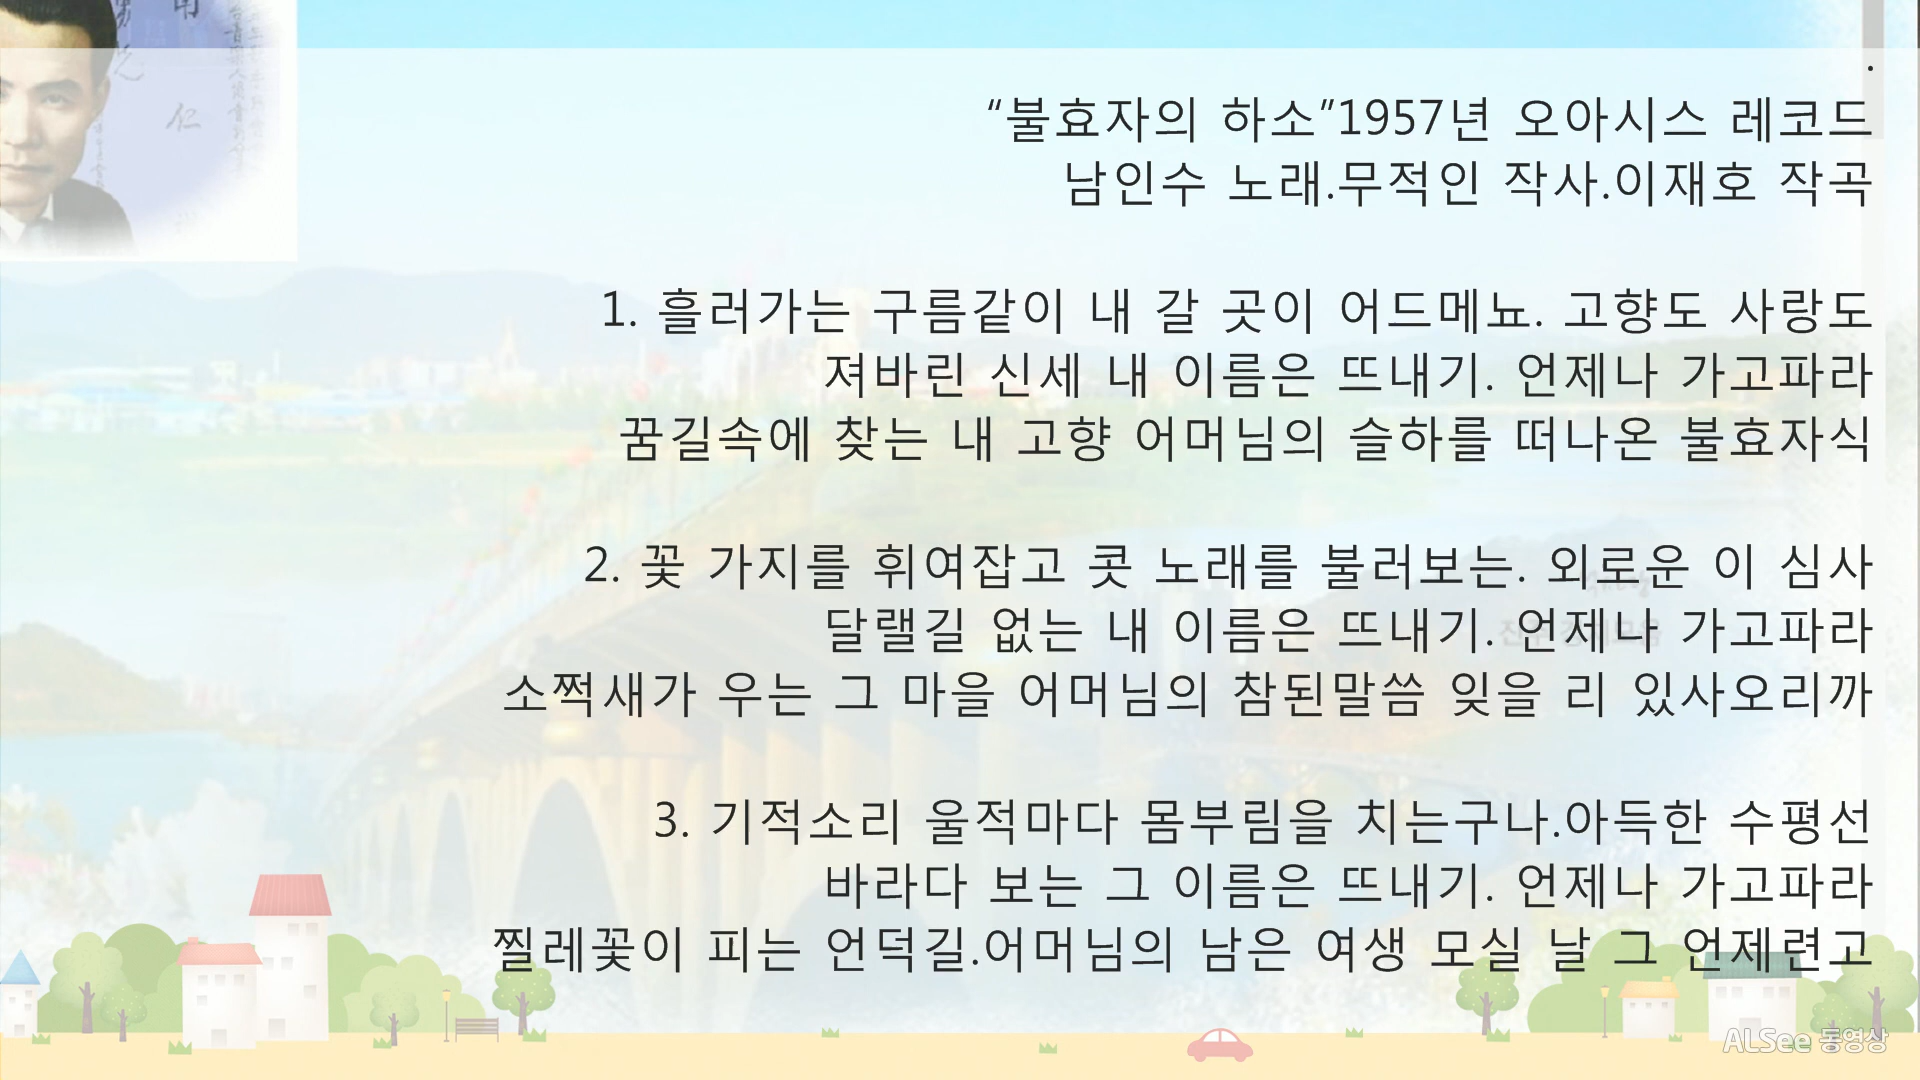 .
“불효자의 하소”1957년 오아시스 레코드
남인수 노래.무적인 작사.이재호 작곡
1. 흘러가는 구름같이 내 갈 곳이 어드메뇨. 고향도 사랑도
져바린 신세 내 이름은 뜨내기. 언제나 가고파라
꿈길속에 찾는 내 고향 어머님의 슬하를 떠나온 불효자식
2. 꽃 가지를 휘여잡고 콧 노래를 불러보는. 외로운 이 심사
달랠길 없는 내 이름은 뜨내기. 언제나 가고파라
소쩍새가 우는 그 마을 어머님의 참된말씀 잊을 리 있사오리까
3. 기적소리 울적마다 몸부림을 치는구나.아득한 수평선
바라다 보는 그 이름은 뜨내기. 언제나 가고파라
찔레꽃이 피는 언덕길.어머님의 남은 여생 모실 날 그 언제련고
ALSee 동영상